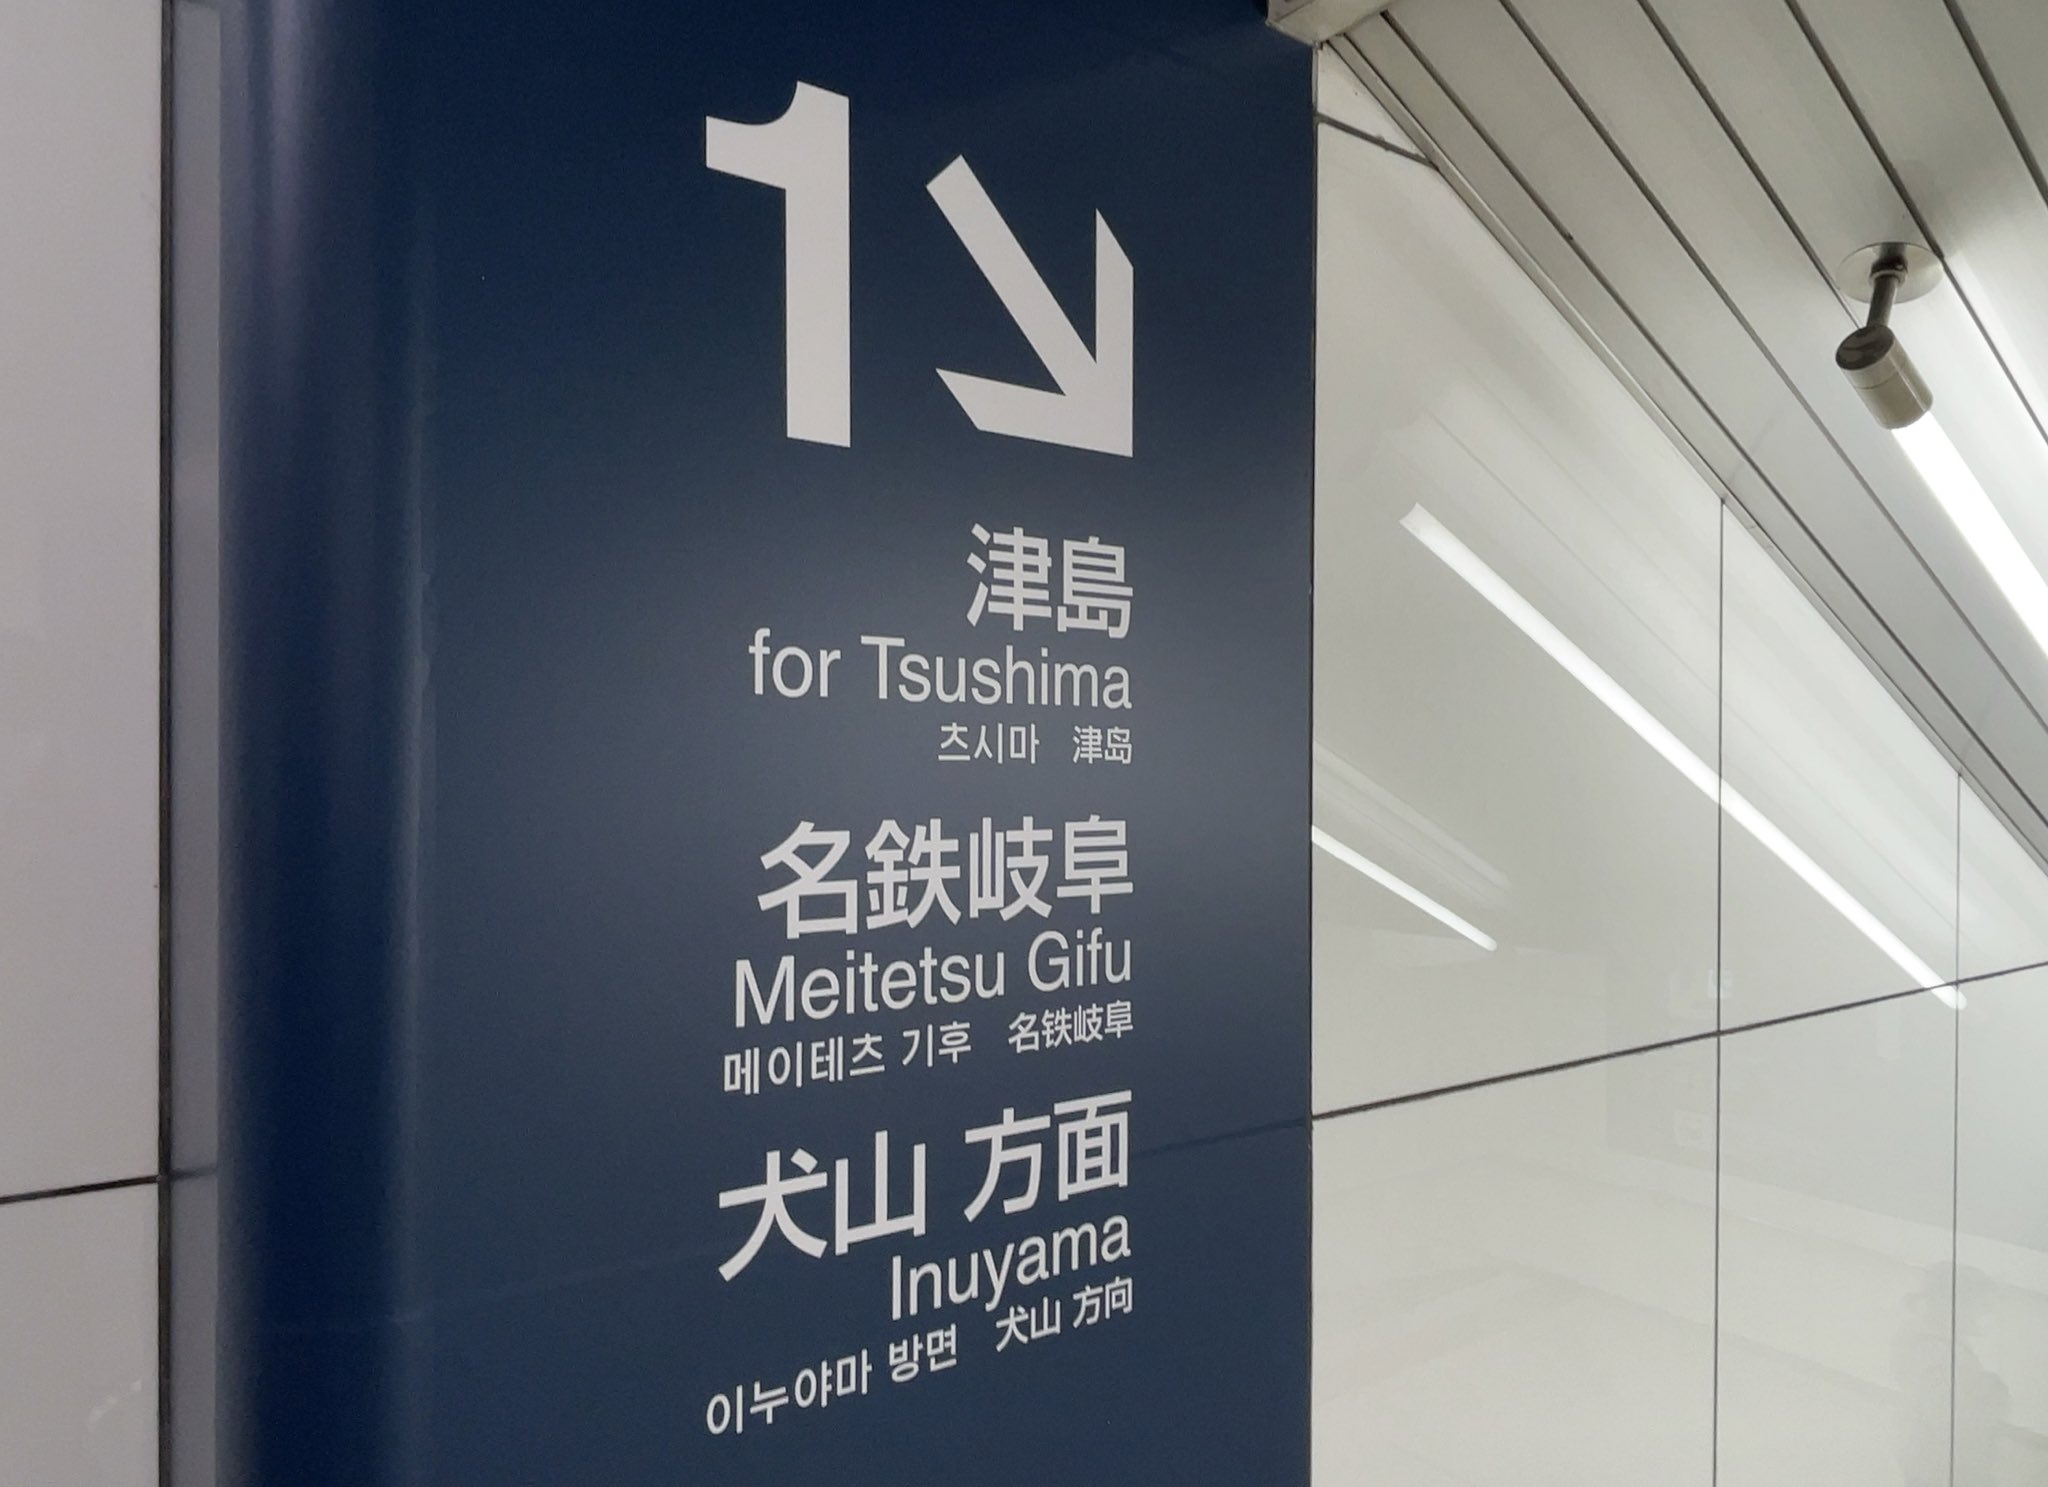 1↘
津島
for Tsushima
츠시마 津岛
名鉄岐阜
Meitetsu Gifu
메이테츠 기후 名铁岐阜
犬山 方面
Inuyama
이누야마 방면 犬山 方向